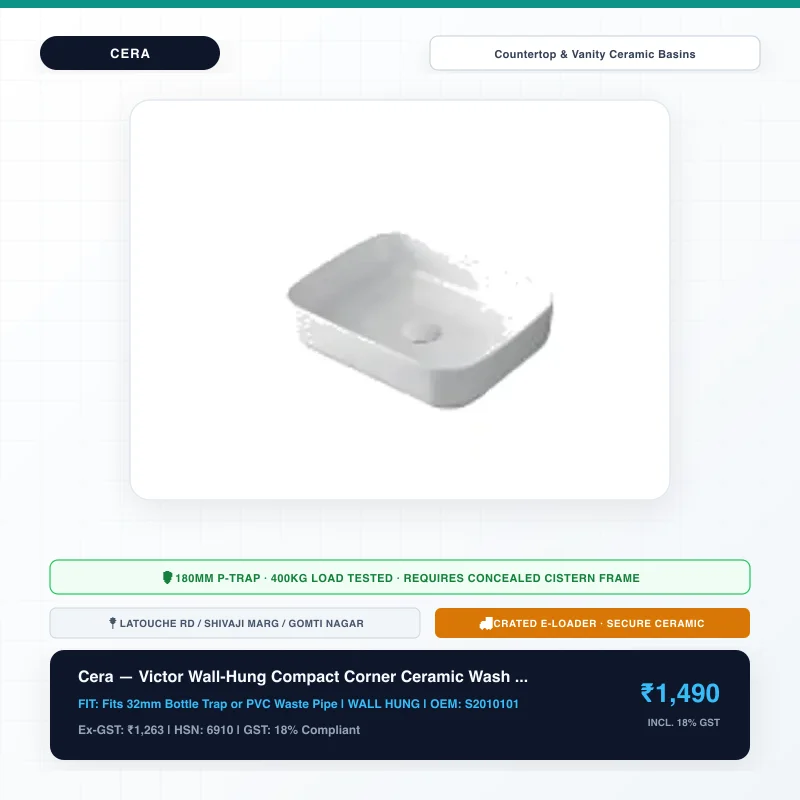 CERA
Countertop & Vanity Ceramic Basins
180MM P-TRAP · 400KG LOAD TESTED · REQUIRES CONCEALED CISTERN FRAME
LATOUCHE RD / SHIVAJI MARG / GOMTI NAGAR
CRATED E-LOADER · SECURE CERAMIC
Cera — Victor Wall-Hung Compact Corner Ceramic Wash ...
₹1,490
FIT: Fits 32mm Bottle Trap or PVC Waste Pipe | WALL HUNG | OEM: S2010101
INCL. 18% GST
Ex-GST: ₹1,263 | HSN: 6910 | GST: 18% Compliant